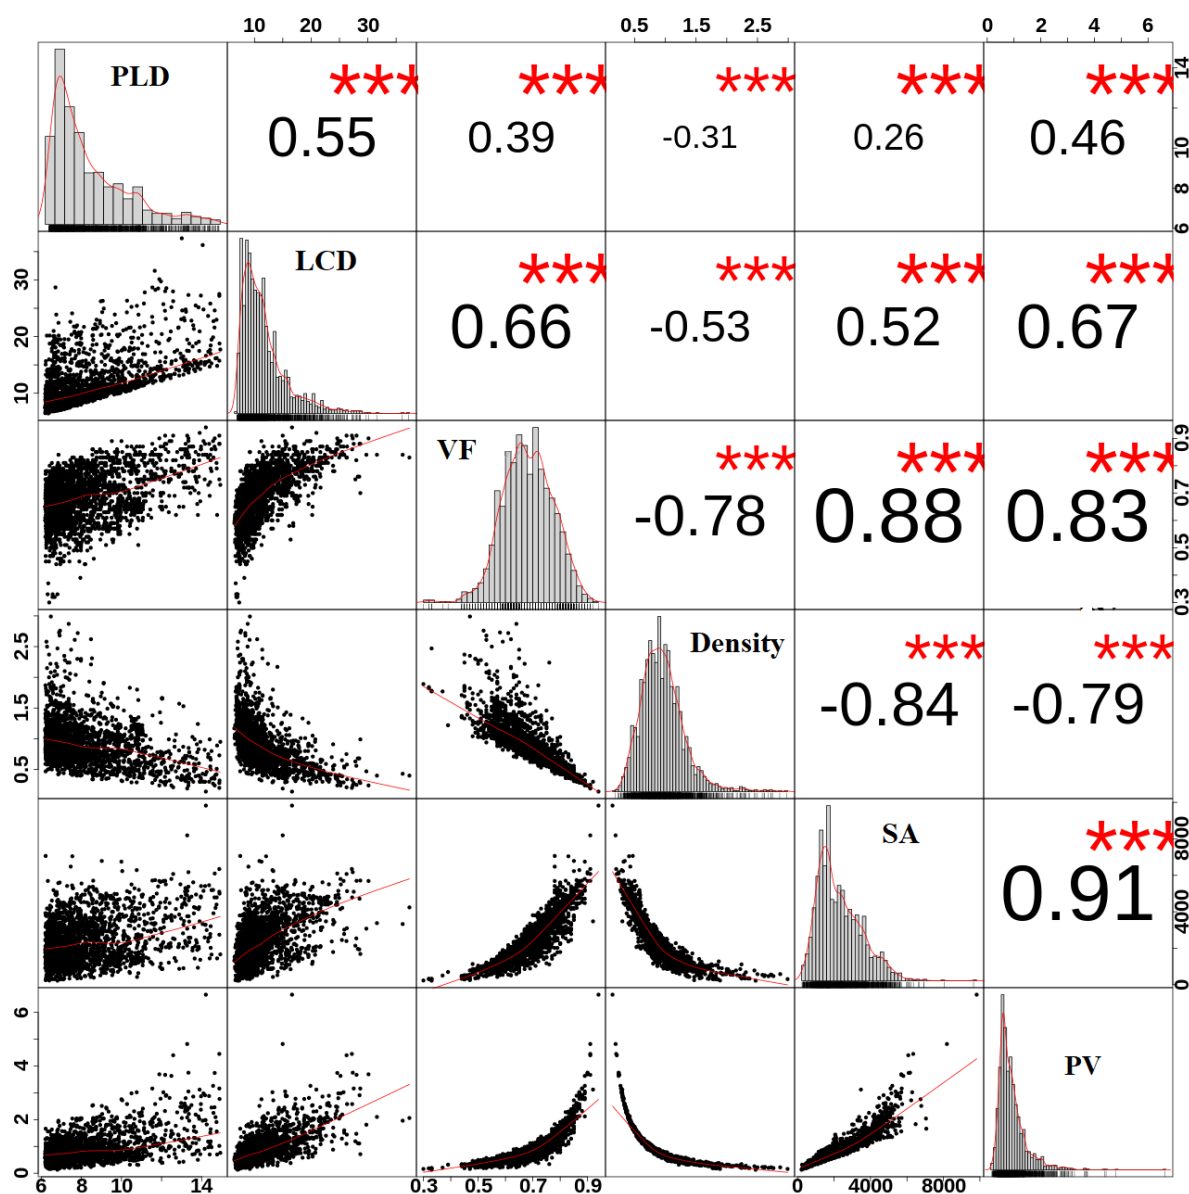 10 20 30 0.5 1.5 2.5 0 2 4 6
PLD *** *** *** *** *** 14
0.55 0.39 -0.31 0.26 0.46 10
8
6
LCD *** *** *** ***
30 0.66 -0.53 0.52 0.67
20
10
VF *** *** *** 0.9
-0.78 0.88 0.83 0.7
0.5
0.3
2.5 Density *** ***
1.5 -0.84 -0.79
0.5
SA *** 8000
0.91 4000
0
6
4 PV
2
0
6 8 10 14 0.3 0.5 0.7 0.9 0 4000 8000